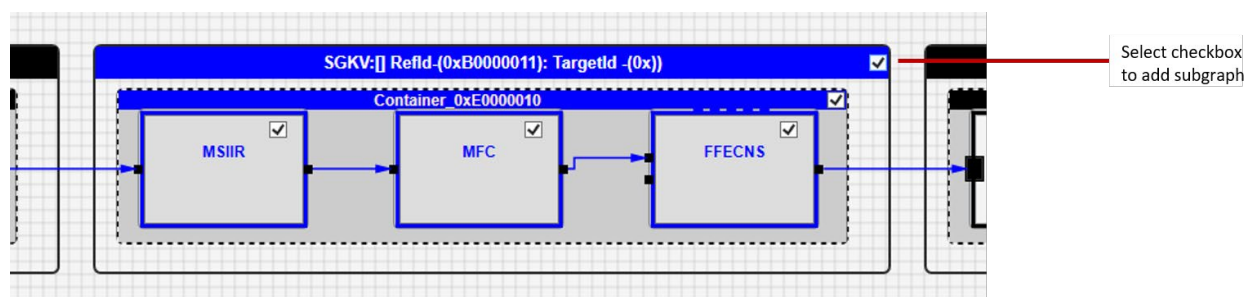 SGKV:[] RefId-(0xB0000011): TargetId -(0x))
Select checkbox
to add subgraph
Container_0xE0000010
MSIIR
MFC
FFECNS